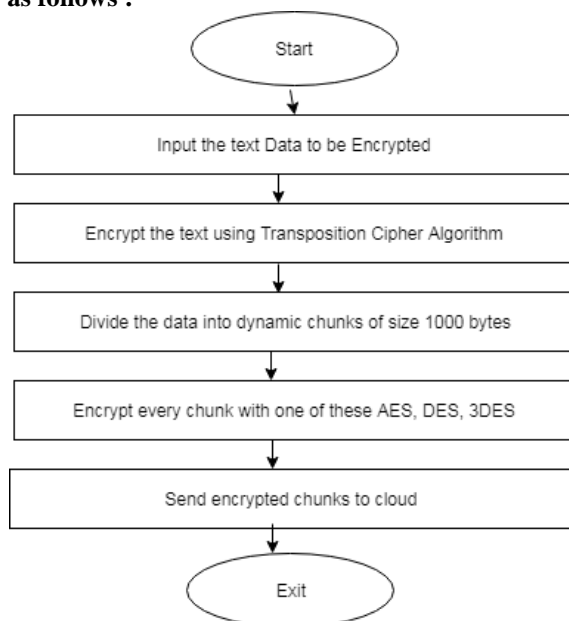 as follows :
Start
Input the text Data to be Encrypted
Encrypt the text using Transposition Cipher Algorithm
Divide the data into dynamic chunks of size 1000 bytes
Encrypt every chunk with one of these AES, DES, 3DES
Send encrypted chunks to cloud
Exit